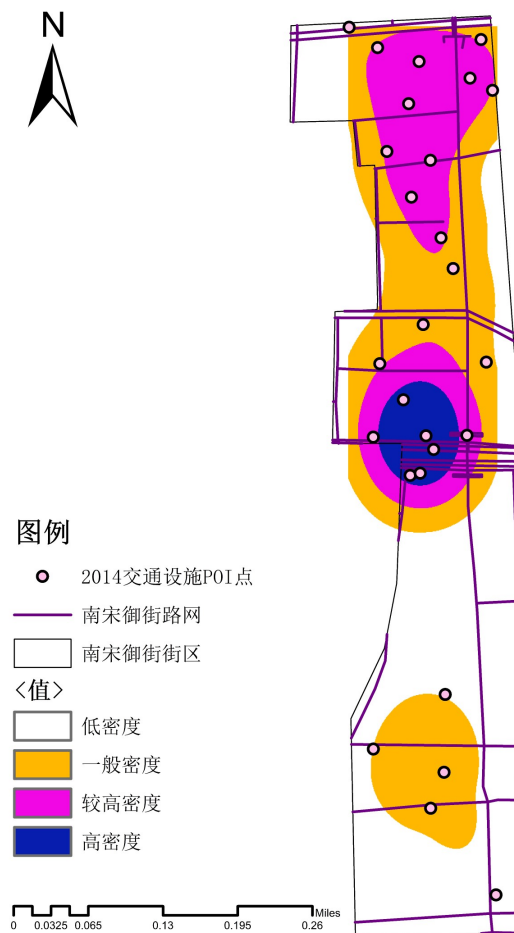 N
图例
2014交通设施POI点
南宋御街路网
南宋御街街区
<值>
低密度
一般密度
较高密度
高密度
Miles
0 0.0325 0.065 0.13 0.195 0.26